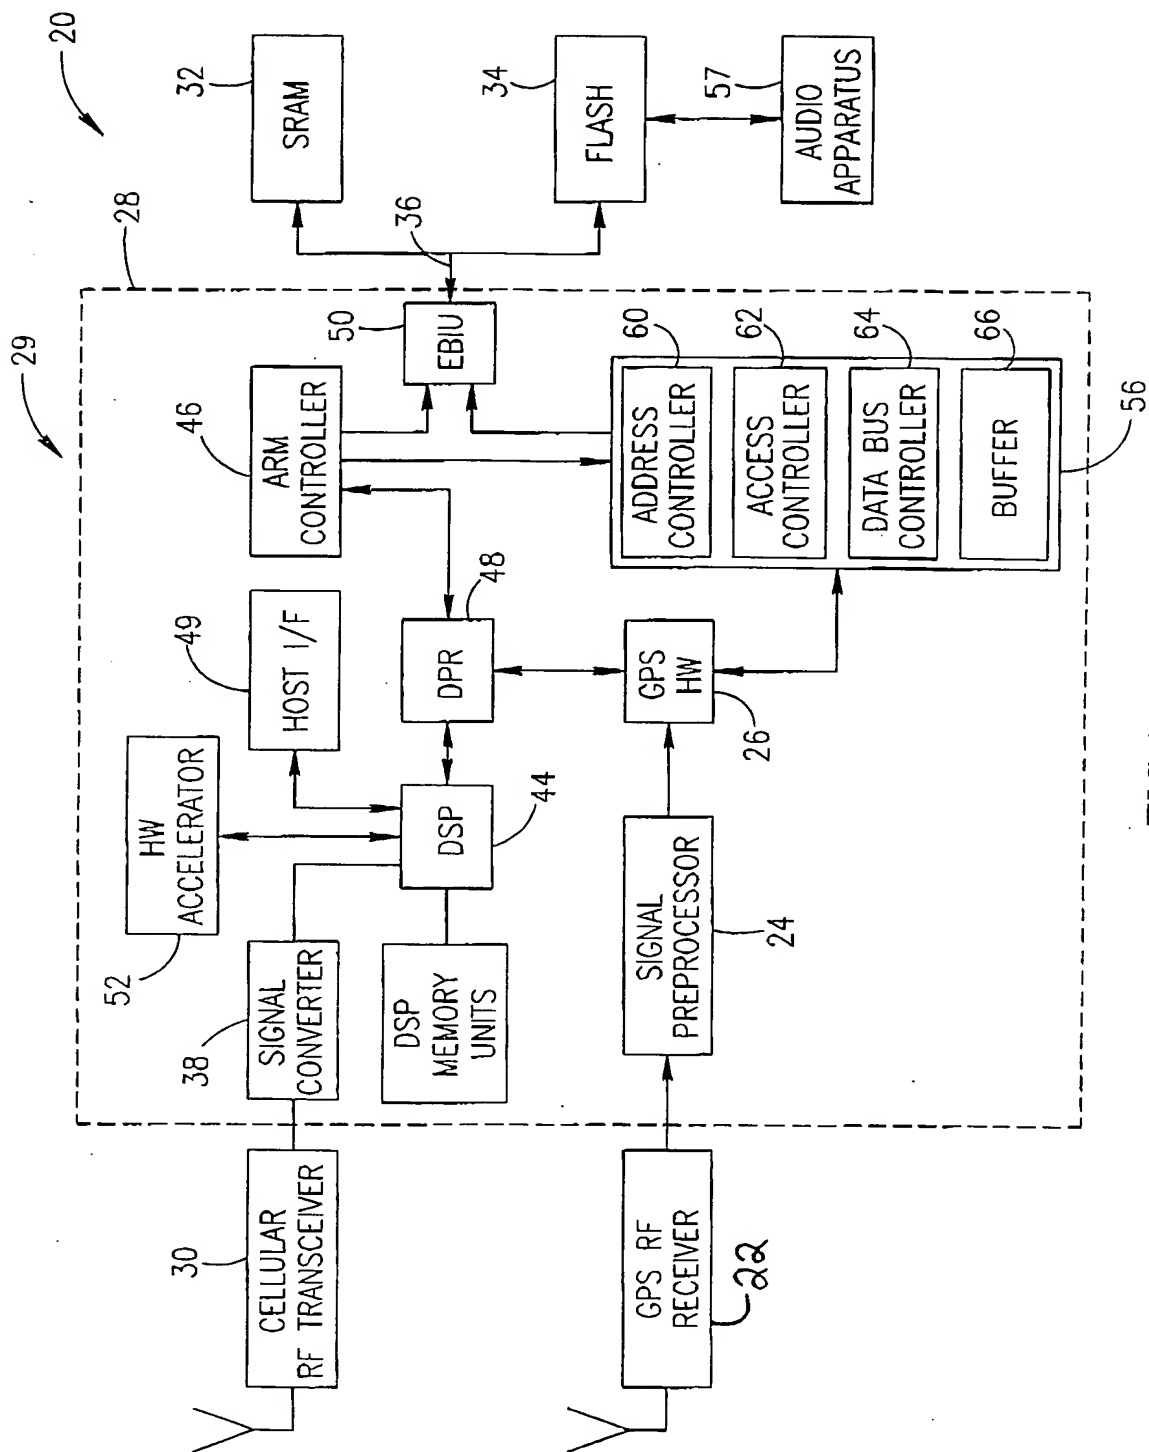 20
29
28
32
SRAM
34
FLASH
57
AUDIO
APPARATUS
36
50
EBIU
46
ARM
CONTROLLER
60
ADDRESS
CONTROLLER
62
ACCESS
CONTROLLER
64
DATA BUS
CONTROLLER
66
BUFFER
56
49
HOST I/F
48
DPR
GPS
HW
26
52
HW
ACCELERATOR
44
DSP
38
SIGNAL
CONVERTER
DSP
MEMORY
UNITS
SIGNAL
PREPROCESSOR
24
30
CELLULAR
RF TRANSCEIVER
GPS RF
RECEIVER
22